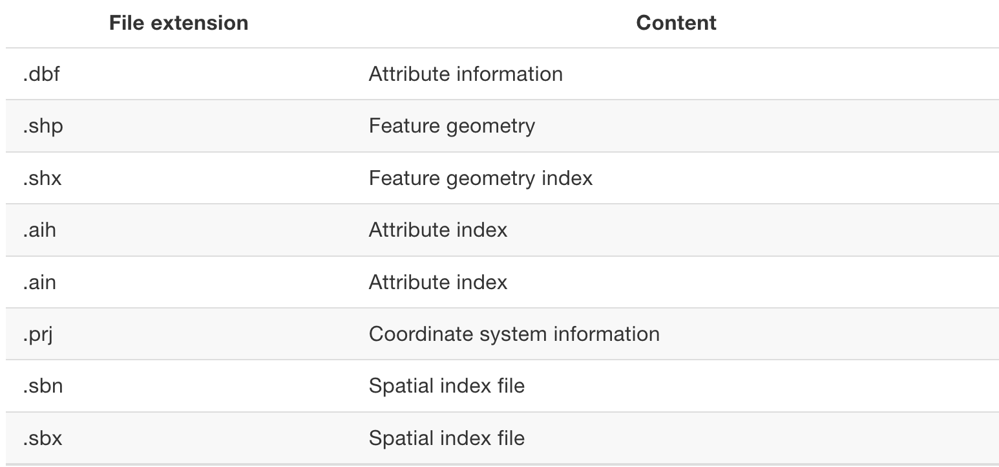 File extension Content
.dbf Attribute information
.shp Feature geometry
.shx Feature geometry index
.aih Attribute index
.ain Attribute index
.prj Coordinate system information
.sbn Spatial index file
.sbx Spatial index file